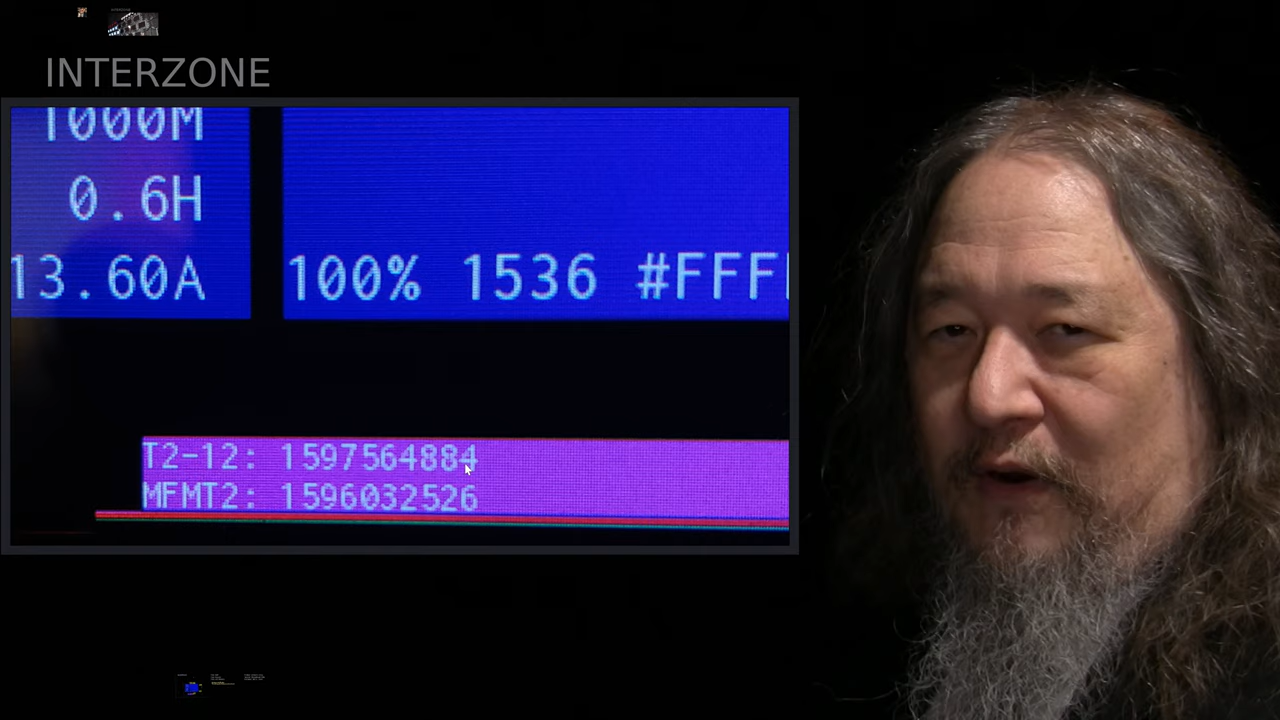 INTERZONE
1000M
0.6H
13.60A
100% 1536 #FFF
T2-12: 1597564884
MFMT2: 1596032526